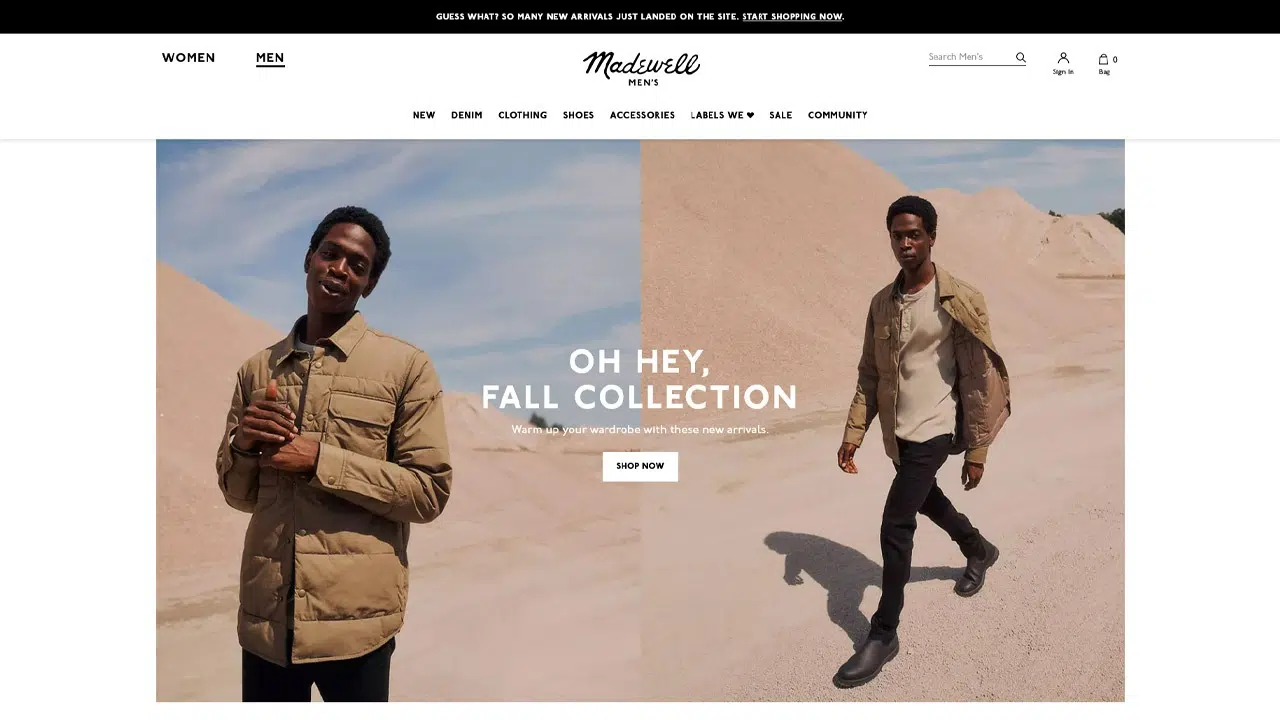 GUESS WHAT? SO MANY NEW ARRIVALS JUST LANDED ON THE SITE. START SHOPPING NOW.
WOMEN MEN
Madewell
MEN'S
Search Men's
Sign In
Bag 0
NEW DENIM CLOTHING SHOES ACCESSORIES LABELS WE ♥ SALE COMMUNITY
OH HEY,
FALL COLLECTION
Warm up your wardrobe with these new arrivals.
SHOP NOW